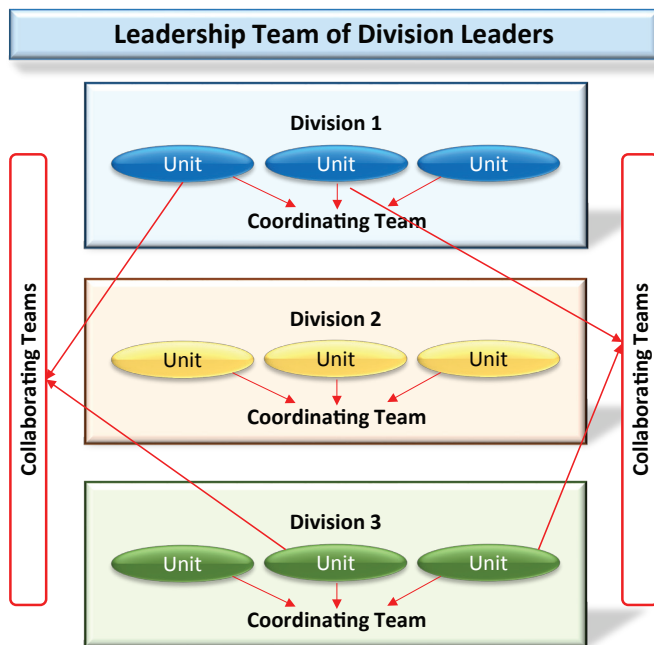 Leadership Team of Division Leaders
Division 1
Unit Unit Unit
Coordinating Team
Collaborating Teams
Collaborating Teams
Division 2
Unit Unit Unit
Coordinating Team
Division 3
Unit Unit Unit
Coordinating Team